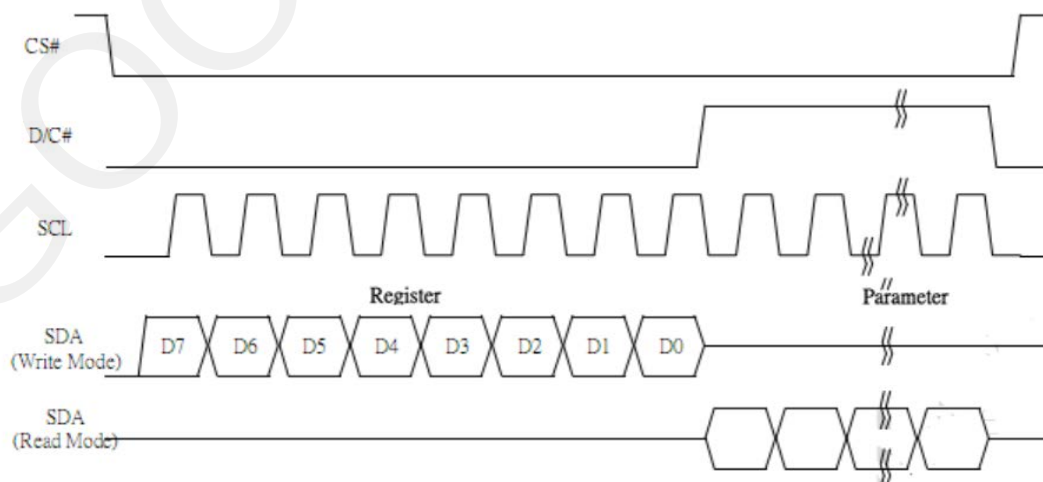 CS#
D/C#
SCL
Register Parameter
SDA
(Write Mode)
D7 D6 D5 D4 D3 D2 D1 D0
SDA
(Read Mode)